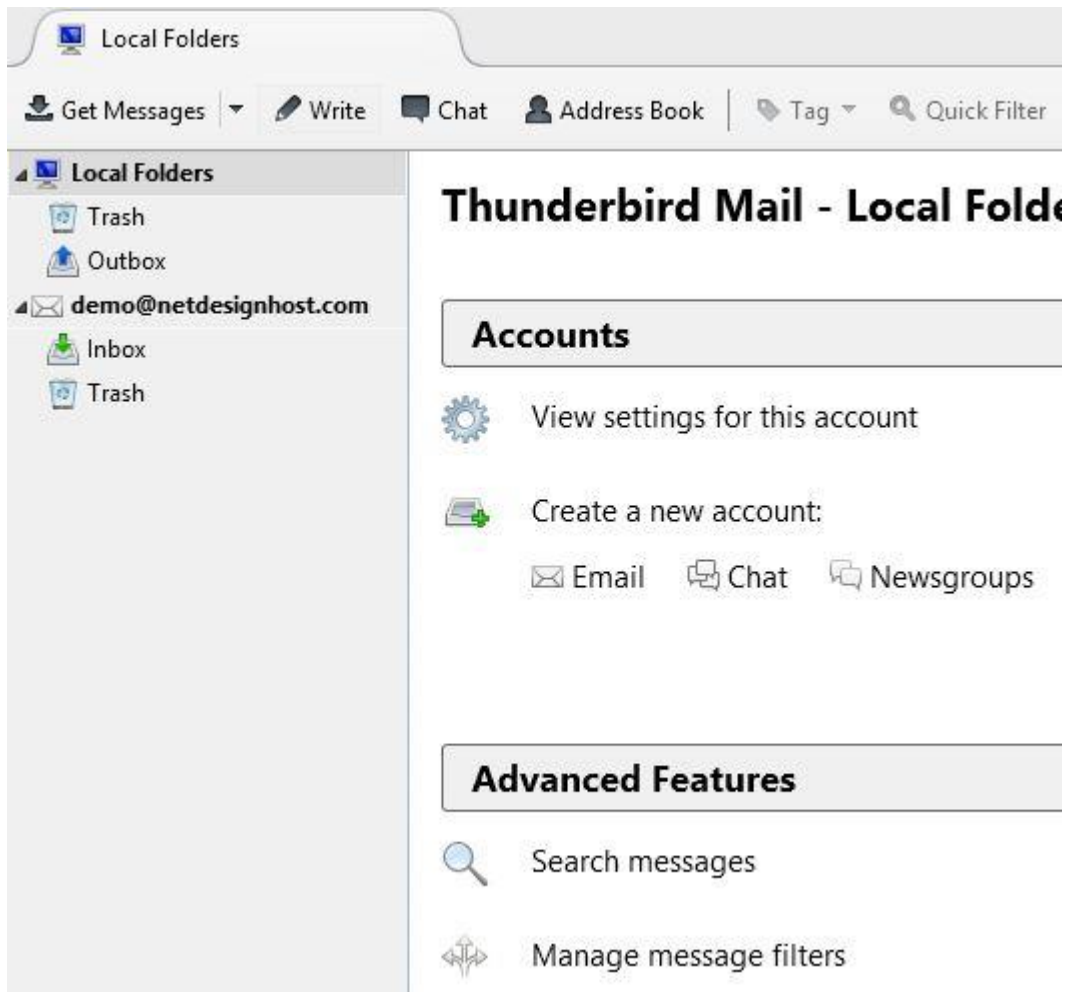 Local Folders
Get Messages Write Chat Address Book Tag Quick Filter
Local Folders
Trash
Outbox
demo@netdesignhost.com
Inbox
Trash
Thunderbird Mail - Local Folde
Accounts
View settings for this account
Create a new account:
Email Chat Newsgroups
Advanced Features
Search messages
Manage message filters